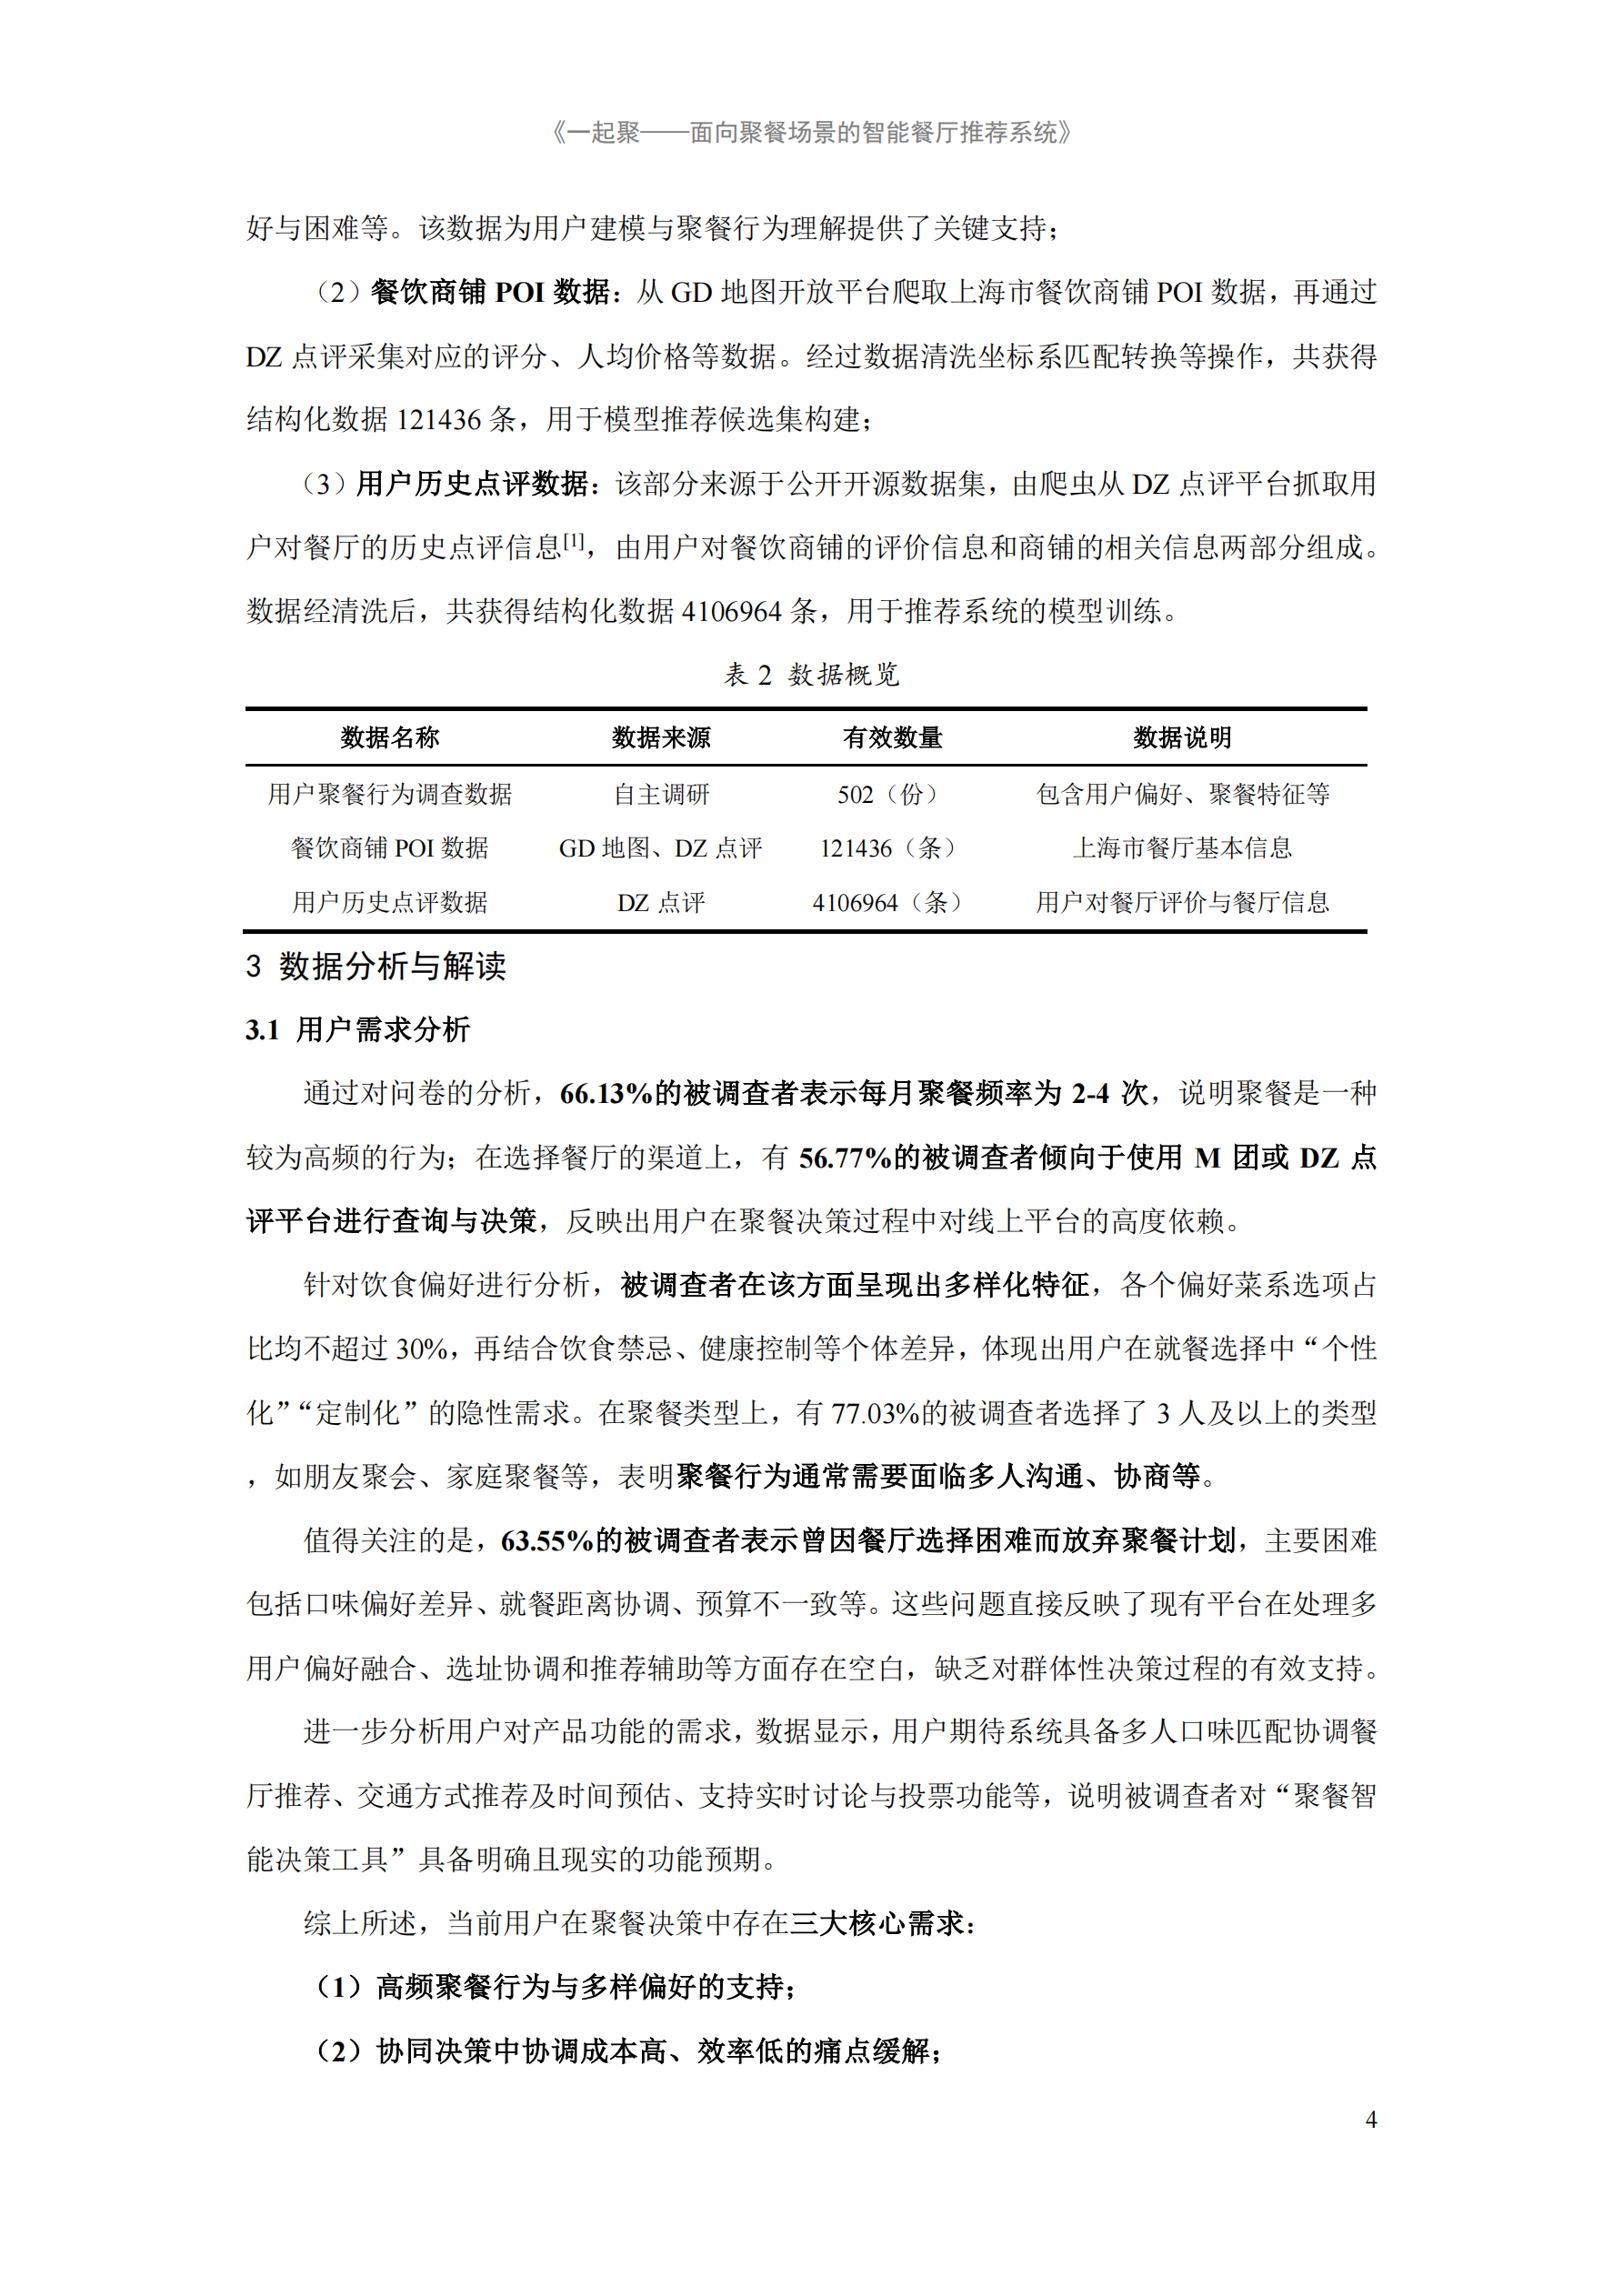 《一起聚——面向聚餐场景的智能餐厅推荐系统》
好与困难等。该数据为用户建模与聚餐行为理解提供了关键支持；
（2）餐饮商铺 POI 数据：从 GD 地图开放平台爬取上海市餐饮商铺 POI 数据，再通过
DZ 点评采集对应的评分、人均价格等数据。经过数据清洗坐标系匹配转换等操作，共获得
结构化数据 121436 条，用于模型推荐候选集构建；
（3）用户历史点评数据：该部分来源于公开开源数据集，由爬虫从 DZ 点评平台抓取用
户对餐厅的历史点评信息[1]，由用户对餐饮商铺的评价信息和商铺的相关信息两部分组成。
数据经清洗后，共获得结构化数据 4106964 条，用于推荐系统的模型训练。
表 2 数据概览
数据名称 数据来源 有效数量 数据说明
用户聚餐行为调查数据 自主调研 502（份） 包含用户偏好、聚餐特征等
餐饮商铺 POI 数据 GD 地图、DZ 点评 121436（条） 上海市餐厅基本信息
用户历史点评数据 DZ 点评 4106964（条） 用户对餐厅评价与餐厅信息
3 数据分析与解读
3.1 用户需求分析
通过对问卷的分析，66.13%的被调查者表示每月聚餐频率为 2-4 次，说明聚餐是一种
较为高频的行为；在选择餐厅的渠道上，有 56.77%的被调查者倾向于使用 M 团或 DZ 点
评平台进行查询与决策，反映出用户在聚餐决策过程中对线上平台的高度依赖。
针对饮食偏好进行分析，被调查者在该方面呈现出多样化特征，各个偏好菜系选项占
比均不超过 30%，再结合饮食禁忌、健康控制等个体差异，体现出用户在就餐选择中“个性
化”“定制化”的隐性需求。在聚餐类型上，有 77.03%的被调查者选择了 3 人及以上的类型
，如朋友聚会、家庭聚餐等，表明聚餐行为通常需要面临多人沟通、协商等。
值得关注的是，63.55%的被调查者表示曾因餐厅选择困难而放弃聚餐计划，主要困难
包括口味偏好差异、就餐距离协调、预算不一致等。这些问题直接反映了现有平台在处理多
用户偏好融合、选址协调和推荐辅助等方面存在空白，缺乏对群体性决策过程的有效支持。
进一步分析用户对产品功能的需求，数据显示，用户期待系统具备多人口味匹配协调餐
厅推荐、交通方式推荐及时间预估、支持实时讨论与投票功能等，说明被调查者对“聚餐智
能决策工具”具备明确且现实的功能预期。
综上所述，当前用户在聚餐决策中存在三大核心需求：
（1）高频聚餐行为与多样偏好的支持；
（2）协同决策中协调成本高、效率低的痛点缓解；
4